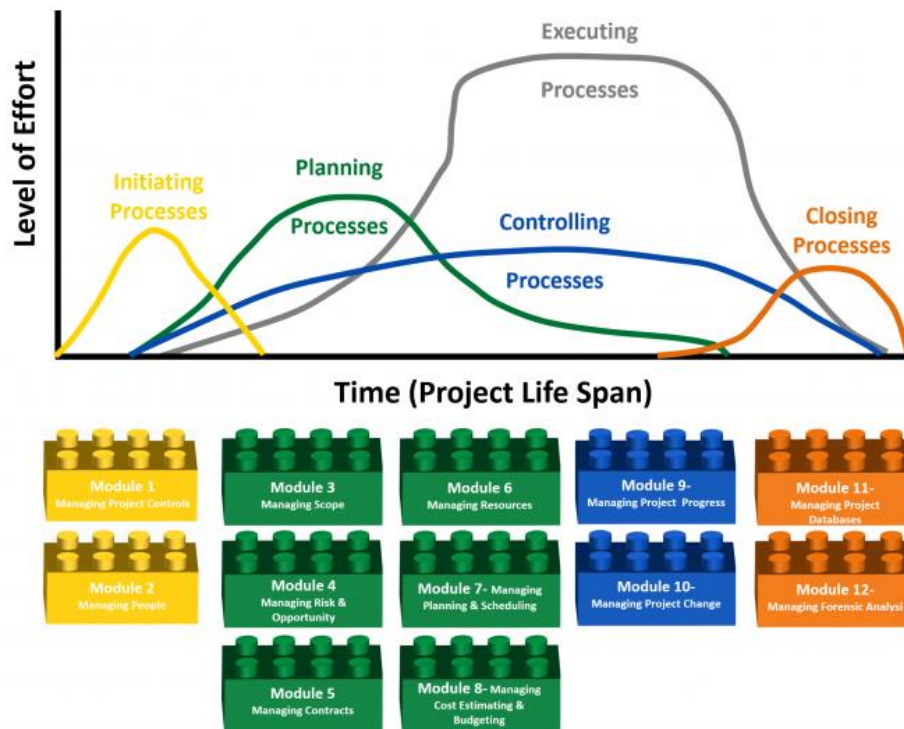 Level of Effort
Initiating
Processes
Planning
Processes
Executing
Processes
Controlling
Processes
Closing
Processes
Time (Project Life Span)
Module 1
Managing Project Controls
Module 3
Managing Scope
Module 6
Managing Resources
Module 9-
Managing Project Progress
Module 11-
Managing Project
Databases
Module 2
Managing People
Module 4
Managing Risk &
Opportunity
Module 7- Managing
Planning & Scheduling
Module 10-
Managing Project Change
Module 12-
Managing Forensic Analysi
Module 5
Managing Contracts
Module 8- Managing
Cost Estimating &
Budgeting